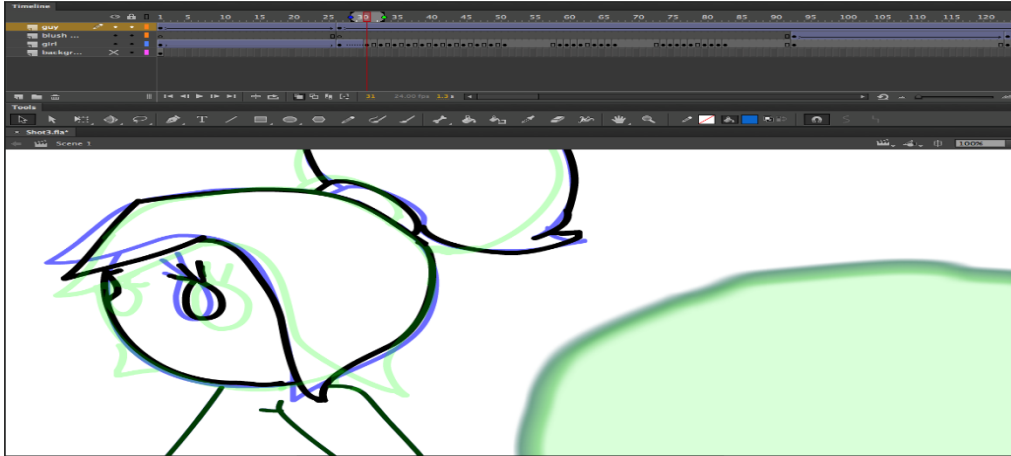 Timeline
1 5 10 15 20 25 30 35 40 45 50 55 60 65 70 75 80 85 90 95 100 105 110 115 120
guy
blush ...
girl
backgr...
31 24.00 fps 1.3 s
Tools
T
× Shot3.fla*
Scene 1 100%